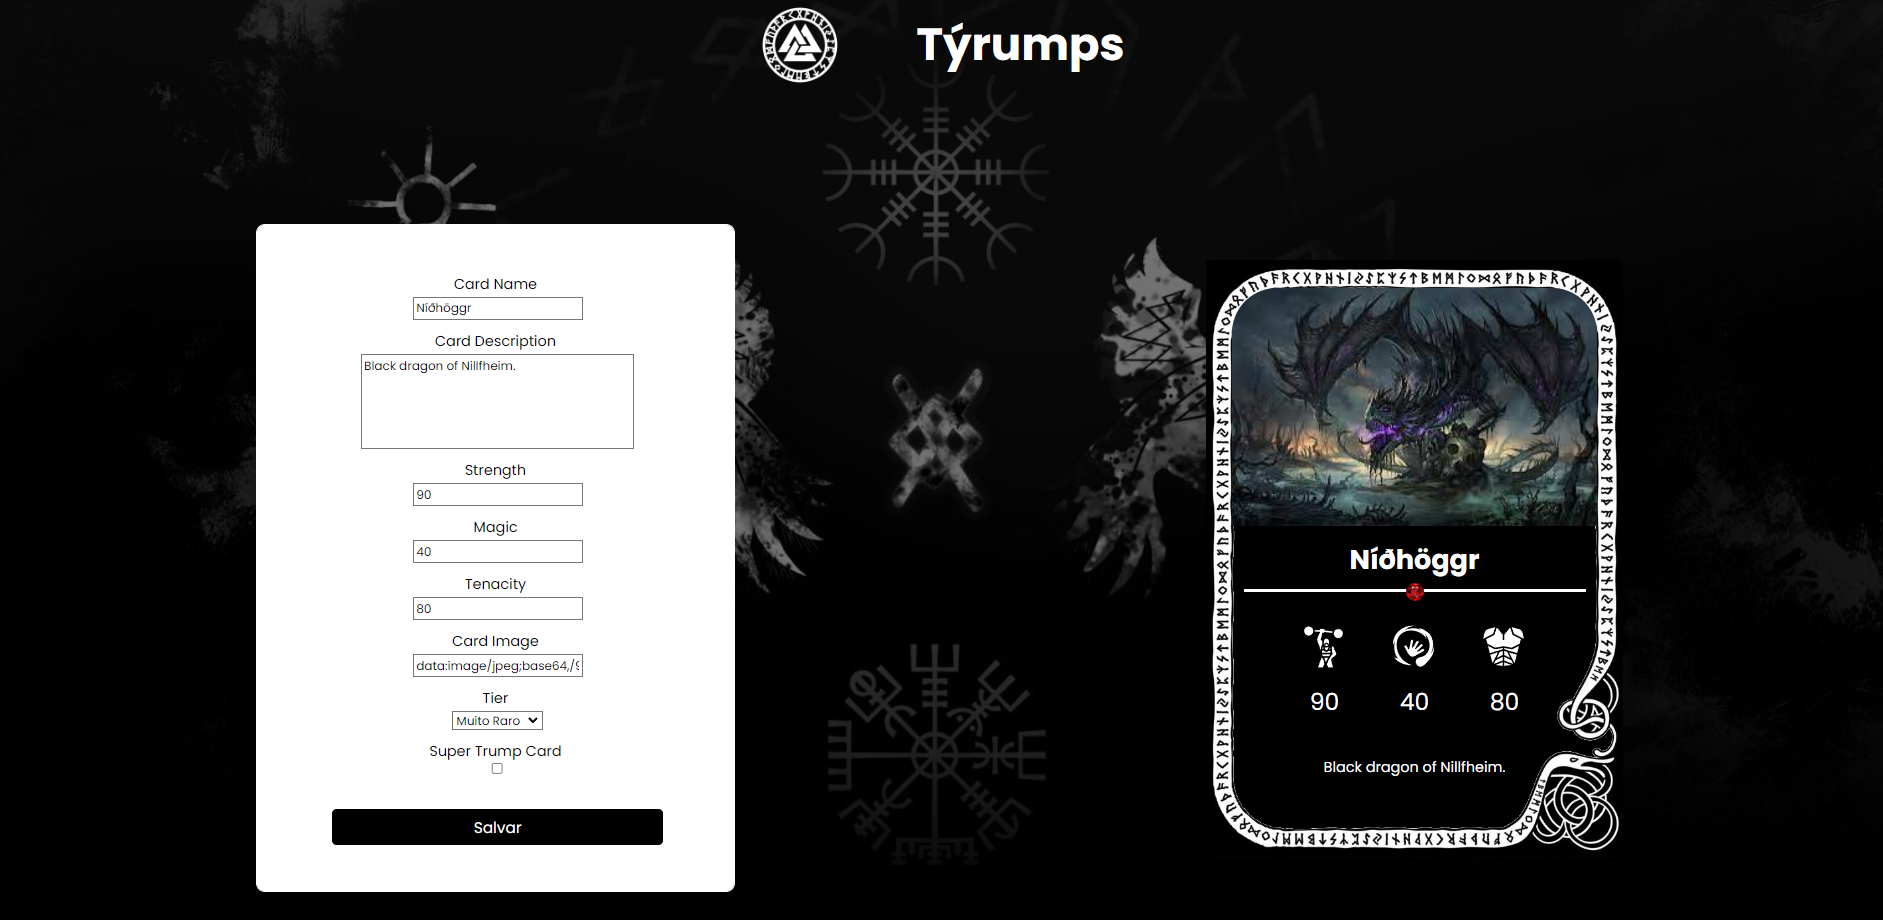 Týrumps
Card Name
Níðhöggr
Card Description
Black dragon of Nillfheim.
Strength
90
Magic
40
Tenacity
80
Card Image
data:image/jpeg;base64,/9
Tier
Muito Raro
Super Trump Card
Salvar
Níðhöggr
90 40 80
Black dragon of Nillfheim.